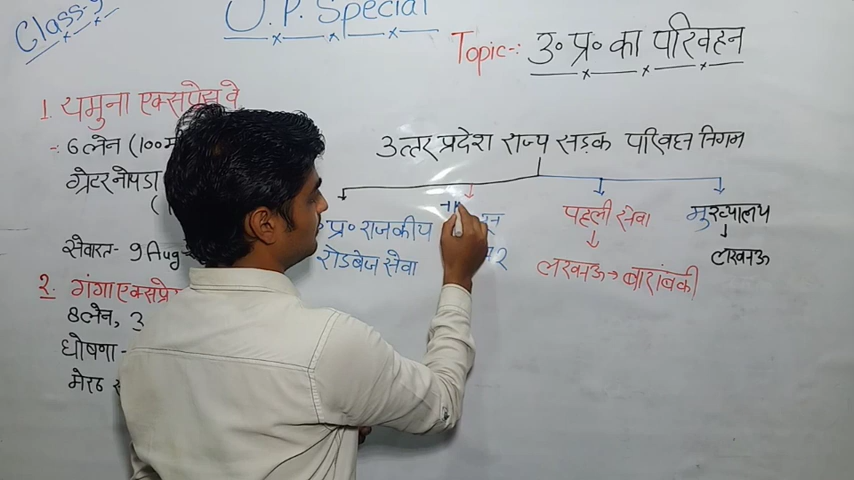 Class-9
U.P. Special
Topic-: उ॰ प्र॰ का परिवहन
1. यमुना एक्सप्रेस वे
-: 6 लेन (100
ग्रेटर नोएडा
सेवारत- 9 Aug
2. गंगा एक्सप्रे
8 लेन, 3
घोषणा -
मेरठ
उत्तर प्रदेश राज्य सड़क परिवहन निगम
प्र॰ राजकीय
रोडवेज सेवा
पहली सेवा
लखनऊ → बाराबंकी
मुख्यालय
लखनऊ